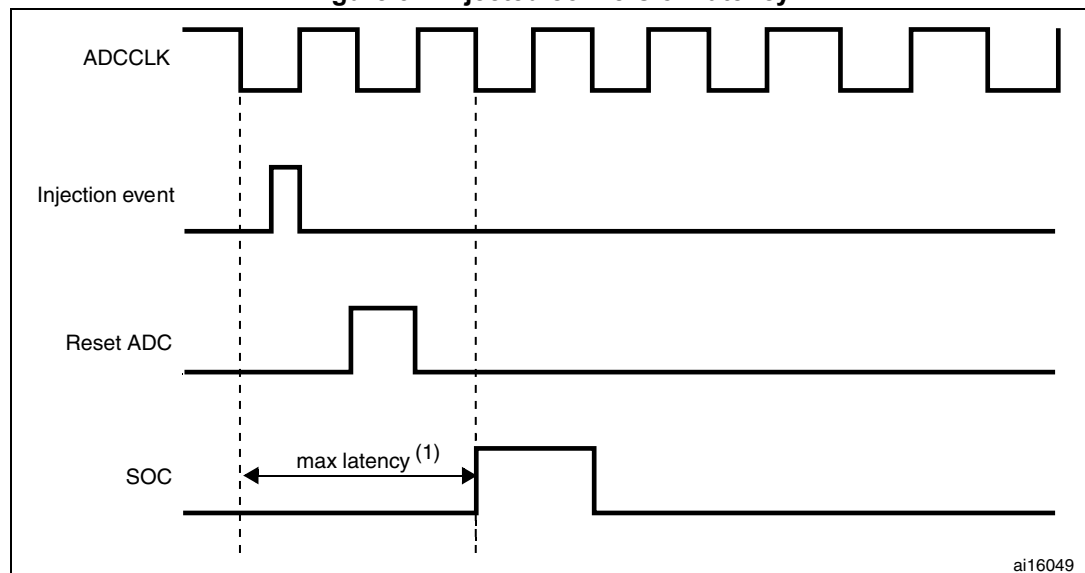 ADCCLK
Injection event
Reset ADC
max latency (1)
SOC
ai16049